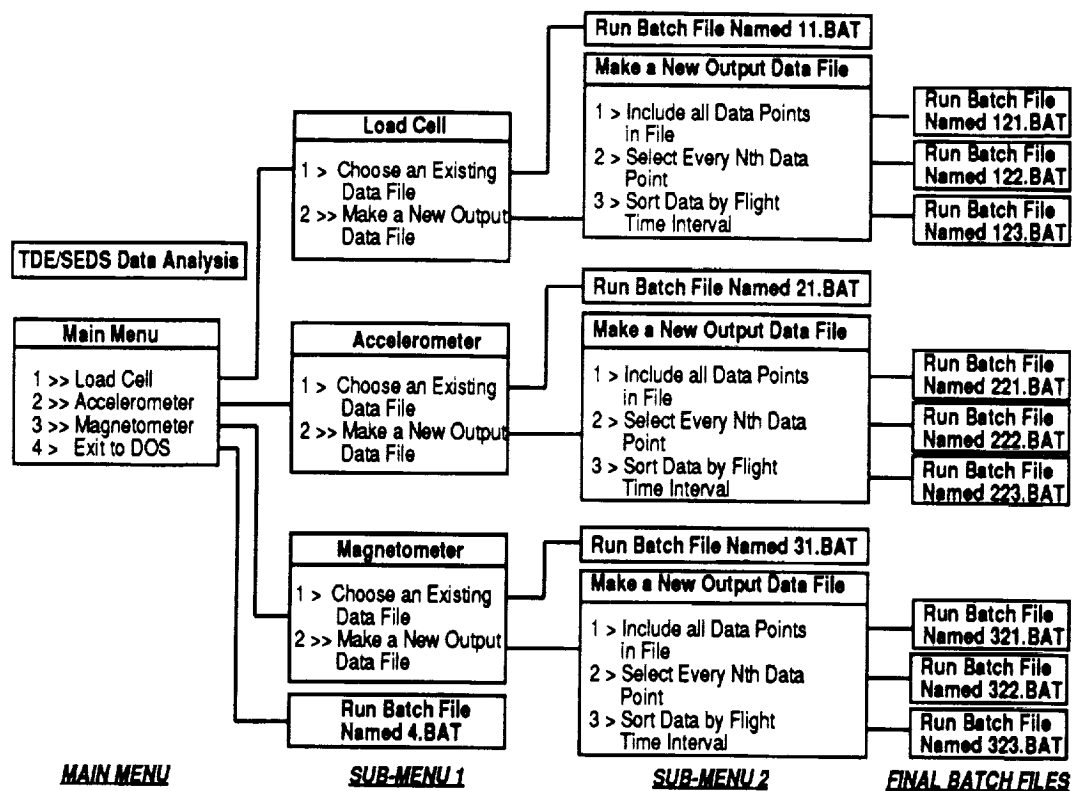 TDE/SEDS Data Analysis
Main Menu
1 >> Load Cell
2 >> Accelerometer
3 >> Magnetometer
4 > Exit to DOS
Load Cell
1 > Choose an Existing
Data File
2 >> Make a New Output
Data File
Accelerometer
1 > Choose an Existing
Data File
2 >> Make a New Output
Data File
Magnetometer
1 > Choose an Existing
Data File
2 >> Make a New Output
Data File
Run Batch File
Named 4.BAT
Run Batch File Named 11.BAT
Make a New Output Data File
1 > Include all Data Points
in File
2 > Select Every Nth Data
Point
3 > Sort Data by Flight
Time Interval
Run Batch File Named 21.BAT
Make a New Output Data File
1 > Include all Data Points
in File
2 > Select Every Nth Data
Point
3 > Sort Data by Flight
Time Interval
Run Batch File Named 31.BAT
Make a New Output Data File
1 > Include all Data Points
in File
2 > Select Every Nth Data
Point
3 > Sort Data by Flight
Time Interval
Run Batch File
Named 121.BAT
Run Batch File
Named 122.BAT
Run Batch File
Named 123.BAT
Run Batch File
Named 221.BAT
Run Batch File
Named 222.BAT
Run Batch File
Named 223.BAT
Run Batch File
Named 321.BAT
Run Batch File
Named 322.BAT
Run Batch File
Named 323.BAT
MAIN MENU
SUB-MENU 1
SUB-MENU 2
FINAL BATCH FILES